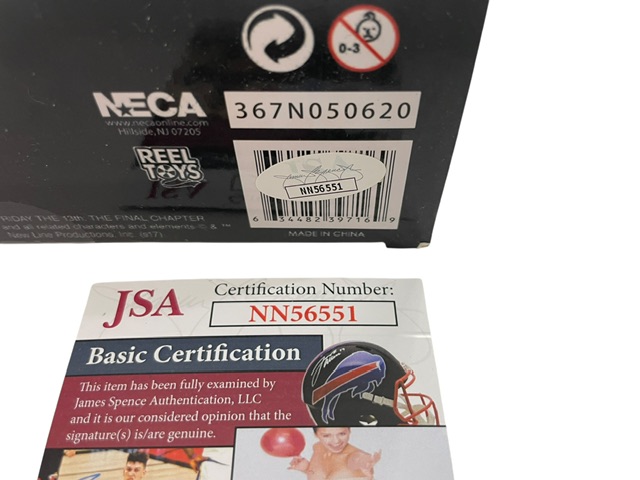 0-3
NECA
www.necaonline.com
Hillside, NJ 07205
367N050620
REEL
TOYS
NN56551
6 34482 39716 9
MADE IN CHINA
FRIDAY THE 13th: THE FINAL CHAPTER
and all related characters and elements © & ™
New Line Productions, Inc. (s17)
JSA
Certification Number:
NN56551
Basic Certification
This item has been fully examined by
James Spence Authentication, LLC
and it is our considered opinion that the
signature(s) is/are genuine.